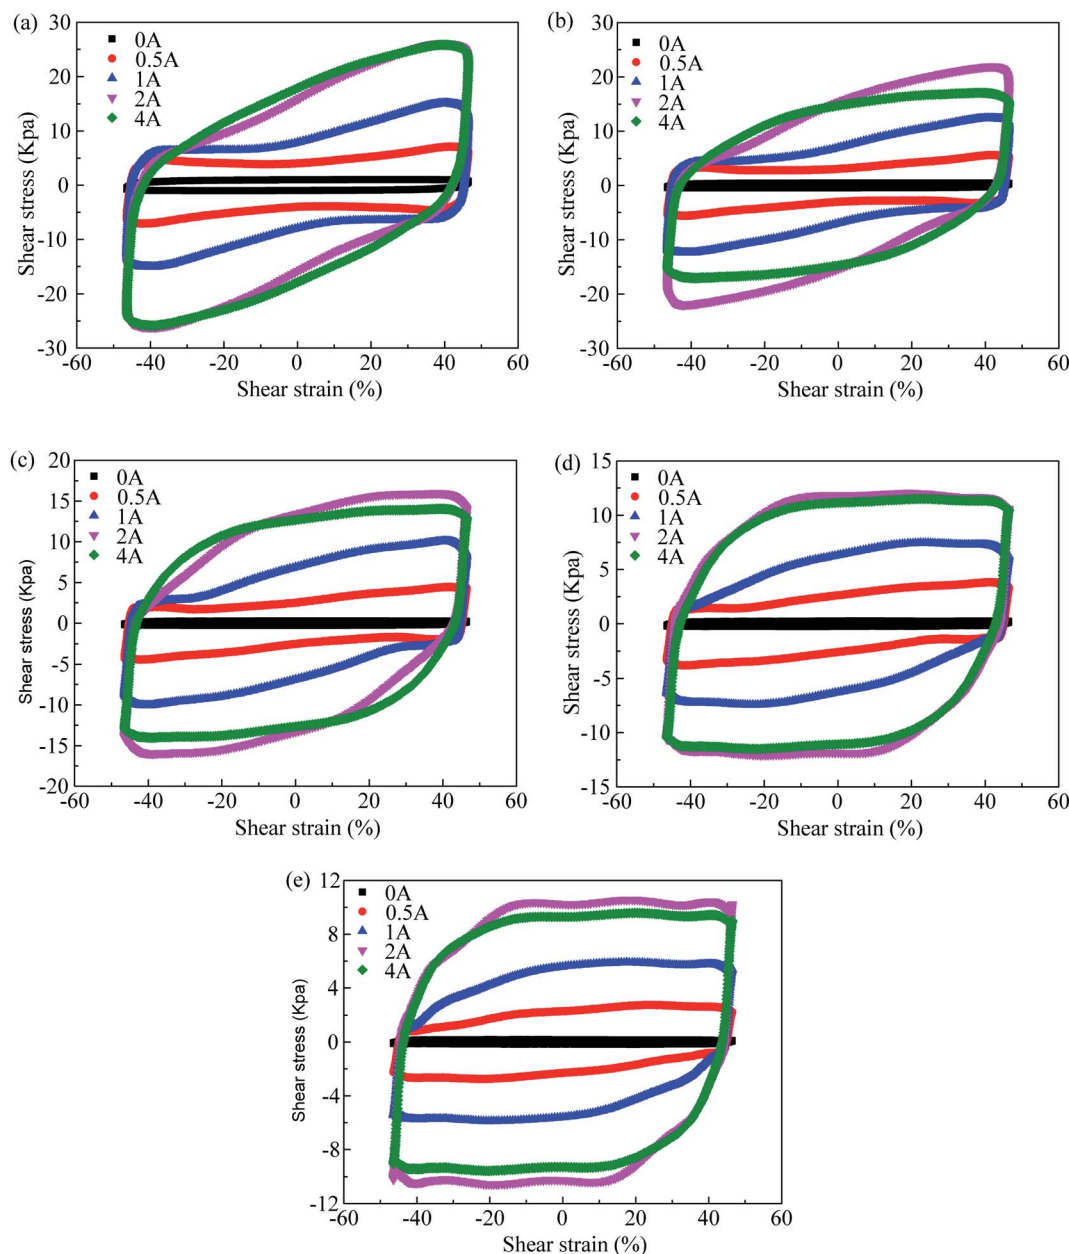 (a)
30
20
10
0
-10
-20
-30
Shear stress (Kpa)
0A
0.5A
1A
2A
4A
-60 -40 -20 0 20 40 60
Shear strain (%)
(b)
30
20
10
0
-10
-20
-30
Shear stress (Kpa)
0A
0.5A
1A
2A
4A
-60 -40 -20 0 20 40 60
Shear strain (%)
(c)
20
15
10
5
0
-5
-10
-15
-20
Shear stress (Kpa)
0A
0.5A
1A
2A
4A
-60 -40 -20 0 20 40 60
Shear strain (%)
(d)
15
10
5
0
-5
-10
-15
Shear stress (Kpa)
0A
0.5A
1A
2A
4A
-60 -40 -20 0 20 40 60
Shear strain (%)
(e)
12
8
4
0
-4
-8
-12
Shear stress (Kpa)
0A
0.5A
1A
2A
4A
-60 -40 -20 0 20 40 60
Shear strain (%)